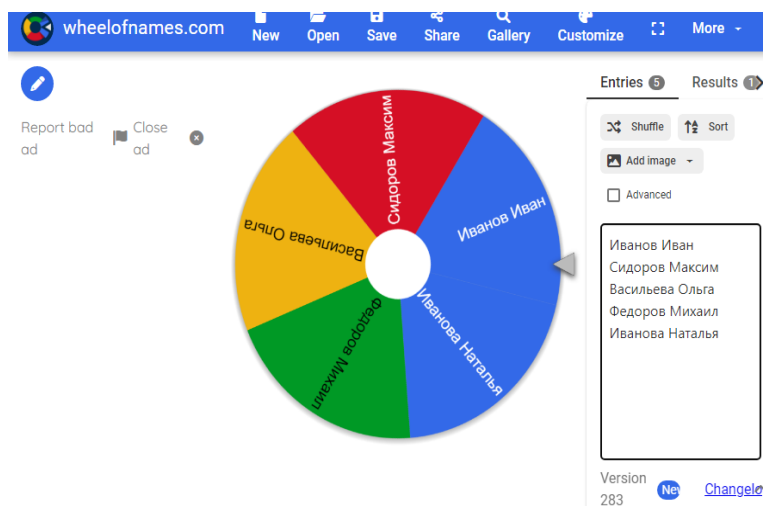 wheelofnames.com
New
Open
Save
Share
Gallery
Customize
More
Report bad
ad
Close
ad
Entries 5
Results 1
Shuffle
Sort
Add image
Advanced
Сидоров Максим
Иванов Иван
Васильева Ольга
Федоров Михаил
Иванова Наталья
Иванов Иван
Сидоров Максим
Васильева Ольга
Федоров Михаил
Иванова Наталья
Version
283
Ne
Changelo